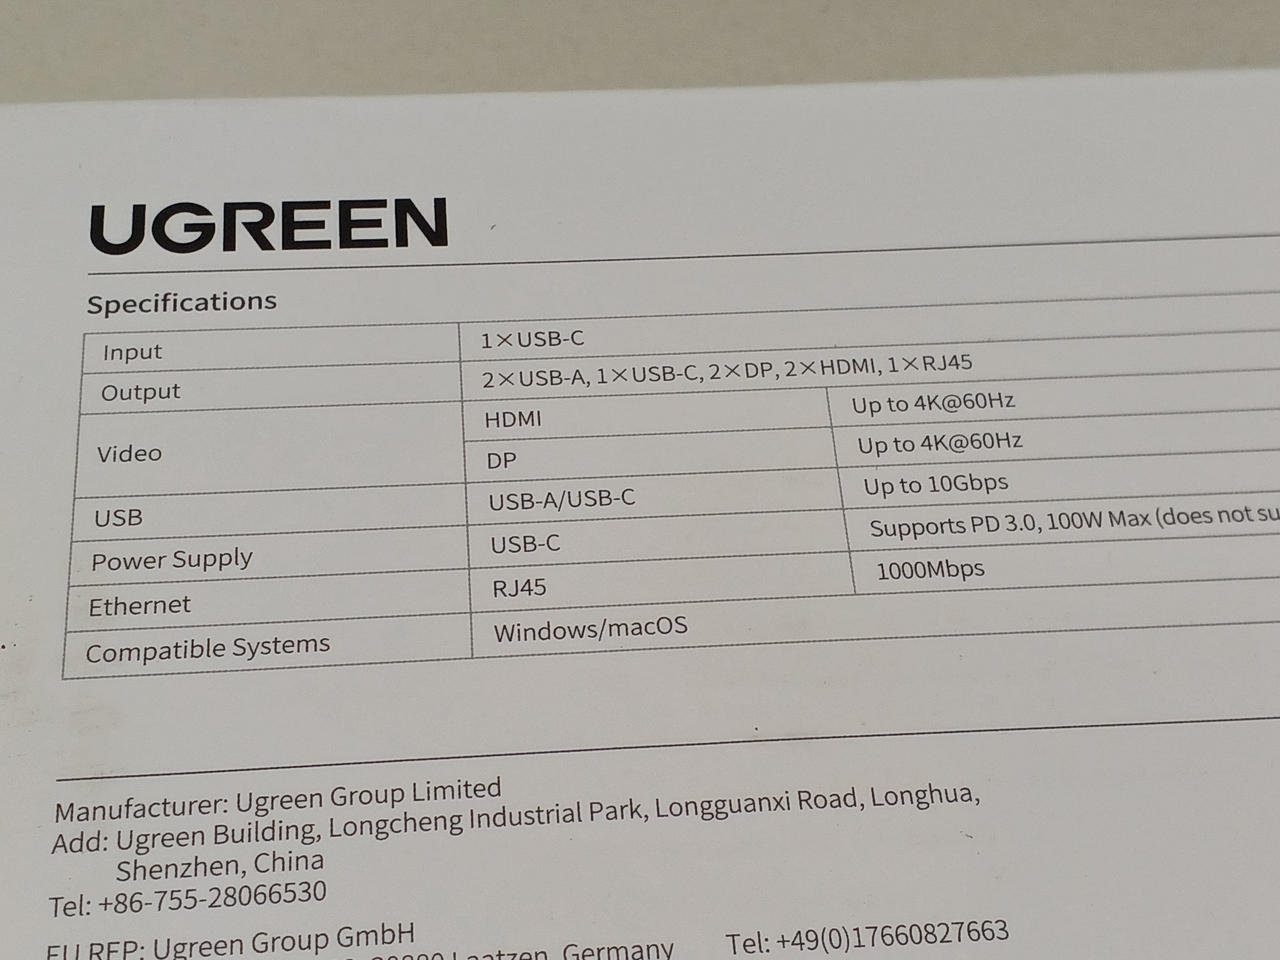 UGREEN
Specifications
Input 1×USB-C
Output 2×USB-A, 1×USB-C, 2×DP, 2×HDMI, 1×RJ45
Video HDMI Up to 4K@60Hz
DP Up to 4K@60Hz
USB USB-A/USB-C Up to 10Gbps
Power Supply USB-C Supports PD 3.0, 100W Max (does not su
Ethernet RJ45 1000Mbps
Compatible Systems Windows/macOS
Manufacturer: Ugreen Group Limited
Add: Ugreen Building, Longcheng Industrial Park, Longguanxi Road, Longhua,
Shenzhen, China
Tel: +86-755-28066530
EU REP: Ugreen Group GmbH
Laatzen, Germany Tel: +49(0)17660827663